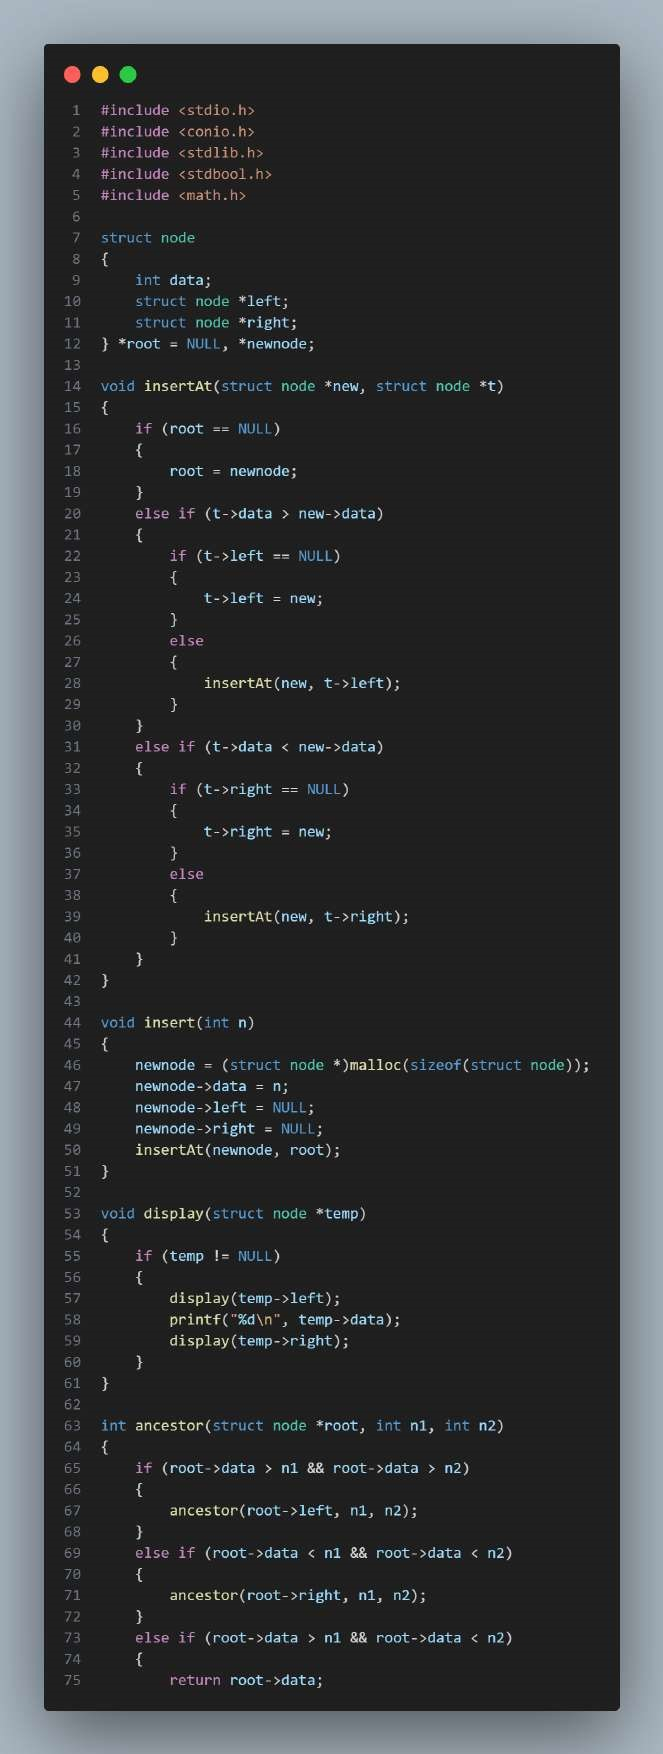 1 #include <stdio.h>
2 #include <conio.h>
3 #include <stdlib.h>
4 #include <stdbool.h>
5 #include <math.h>
6
7 struct node
8 {
9     int data;
10     struct node *left;
11     struct node *right;
12 } *root = NULL, *newnode;
13
14 void insertAt(struct node *new, struct node *t)
15 {
16     if (root == NULL)
17     {
18         root = newnode;
19     }
20     else if (t->data > new->data)
21     {
22         if (t->left == NULL)
23         {
24             t->left = new;
25         }
26         else
27         {
28             insertAt(new, t->left);
29         }
30     }
31     else if (t->data < new->data)
32     {
33         if (t->right == NULL)
34         {
35             t->right = new;
36         }
37         else
38         {
39             insertAt(new, t->right);
40         }
41     }
42 }
43
44 void insert(int n)
45 {
46     newnode = (struct node *)malloc(sizeof(struct node));
47     newnode->data = n;
48     newnode->left = NULL;
49     newnode->right = NULL;
50     insertAt(newnode, root);
51 }
52
53 void display(struct node *temp)
54 {
55     if (temp != NULL)
56     {
57         display(temp->left);
58         printf("%d\n", temp->data);
59         display(temp->right);
60     }
61 }
62
63 int ancestor(struct node *root, int n1, int n2)
64 {
65     if (root->data > n1 && root->data > n2)
66     {
67         ancestor(root->left, n1, n2);
68     }
69     else if (root->data < n1 && root->data < n2)
70     {
71         ancestor(root->right, n1, n2);
72     }
73     else if (root->data > n1 && root->data < n2)
74     {
75         return root->data;